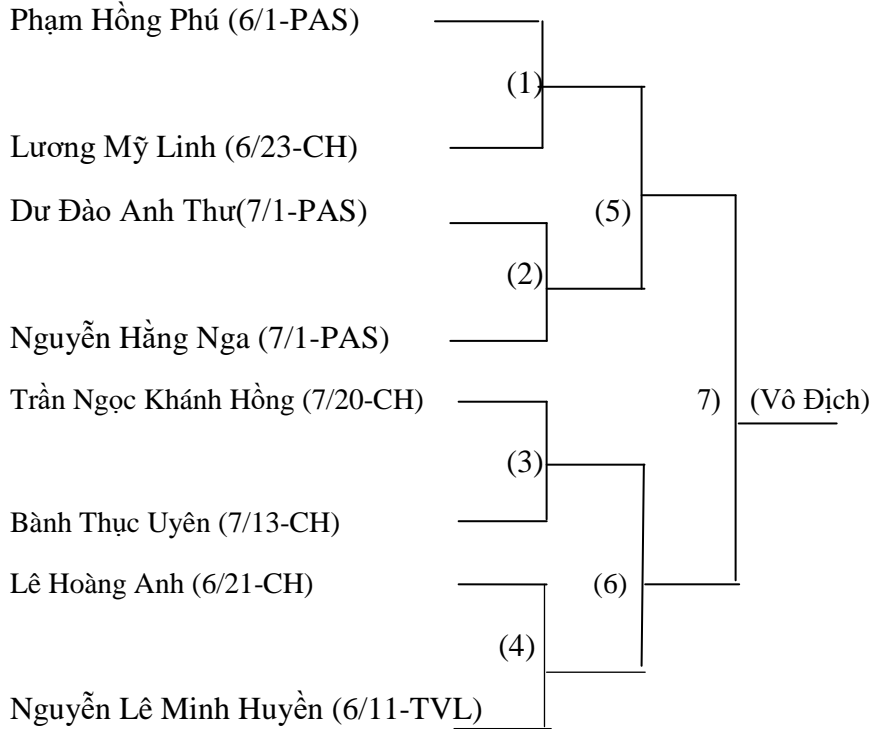 Phạm Hồng Phú (6/1-PAS)
(1)
Lương Mỹ Linh (6/23-CH)
Dư Đào Anh Thư(7/1-PAS)
(5)
(2)
Nguyễn Hằng Nga (7/1-PAS)
Trần Ngọc Khánh Hồng (7/20-CH)
7) (Vô Địch)
(3)
Bành Thục Uyên (7/13-CH)
Lê Hoàng Anh (6/21-CH)
(6)
(4)
Nguyễn Lê Minh Huyền (6/11-TVL)